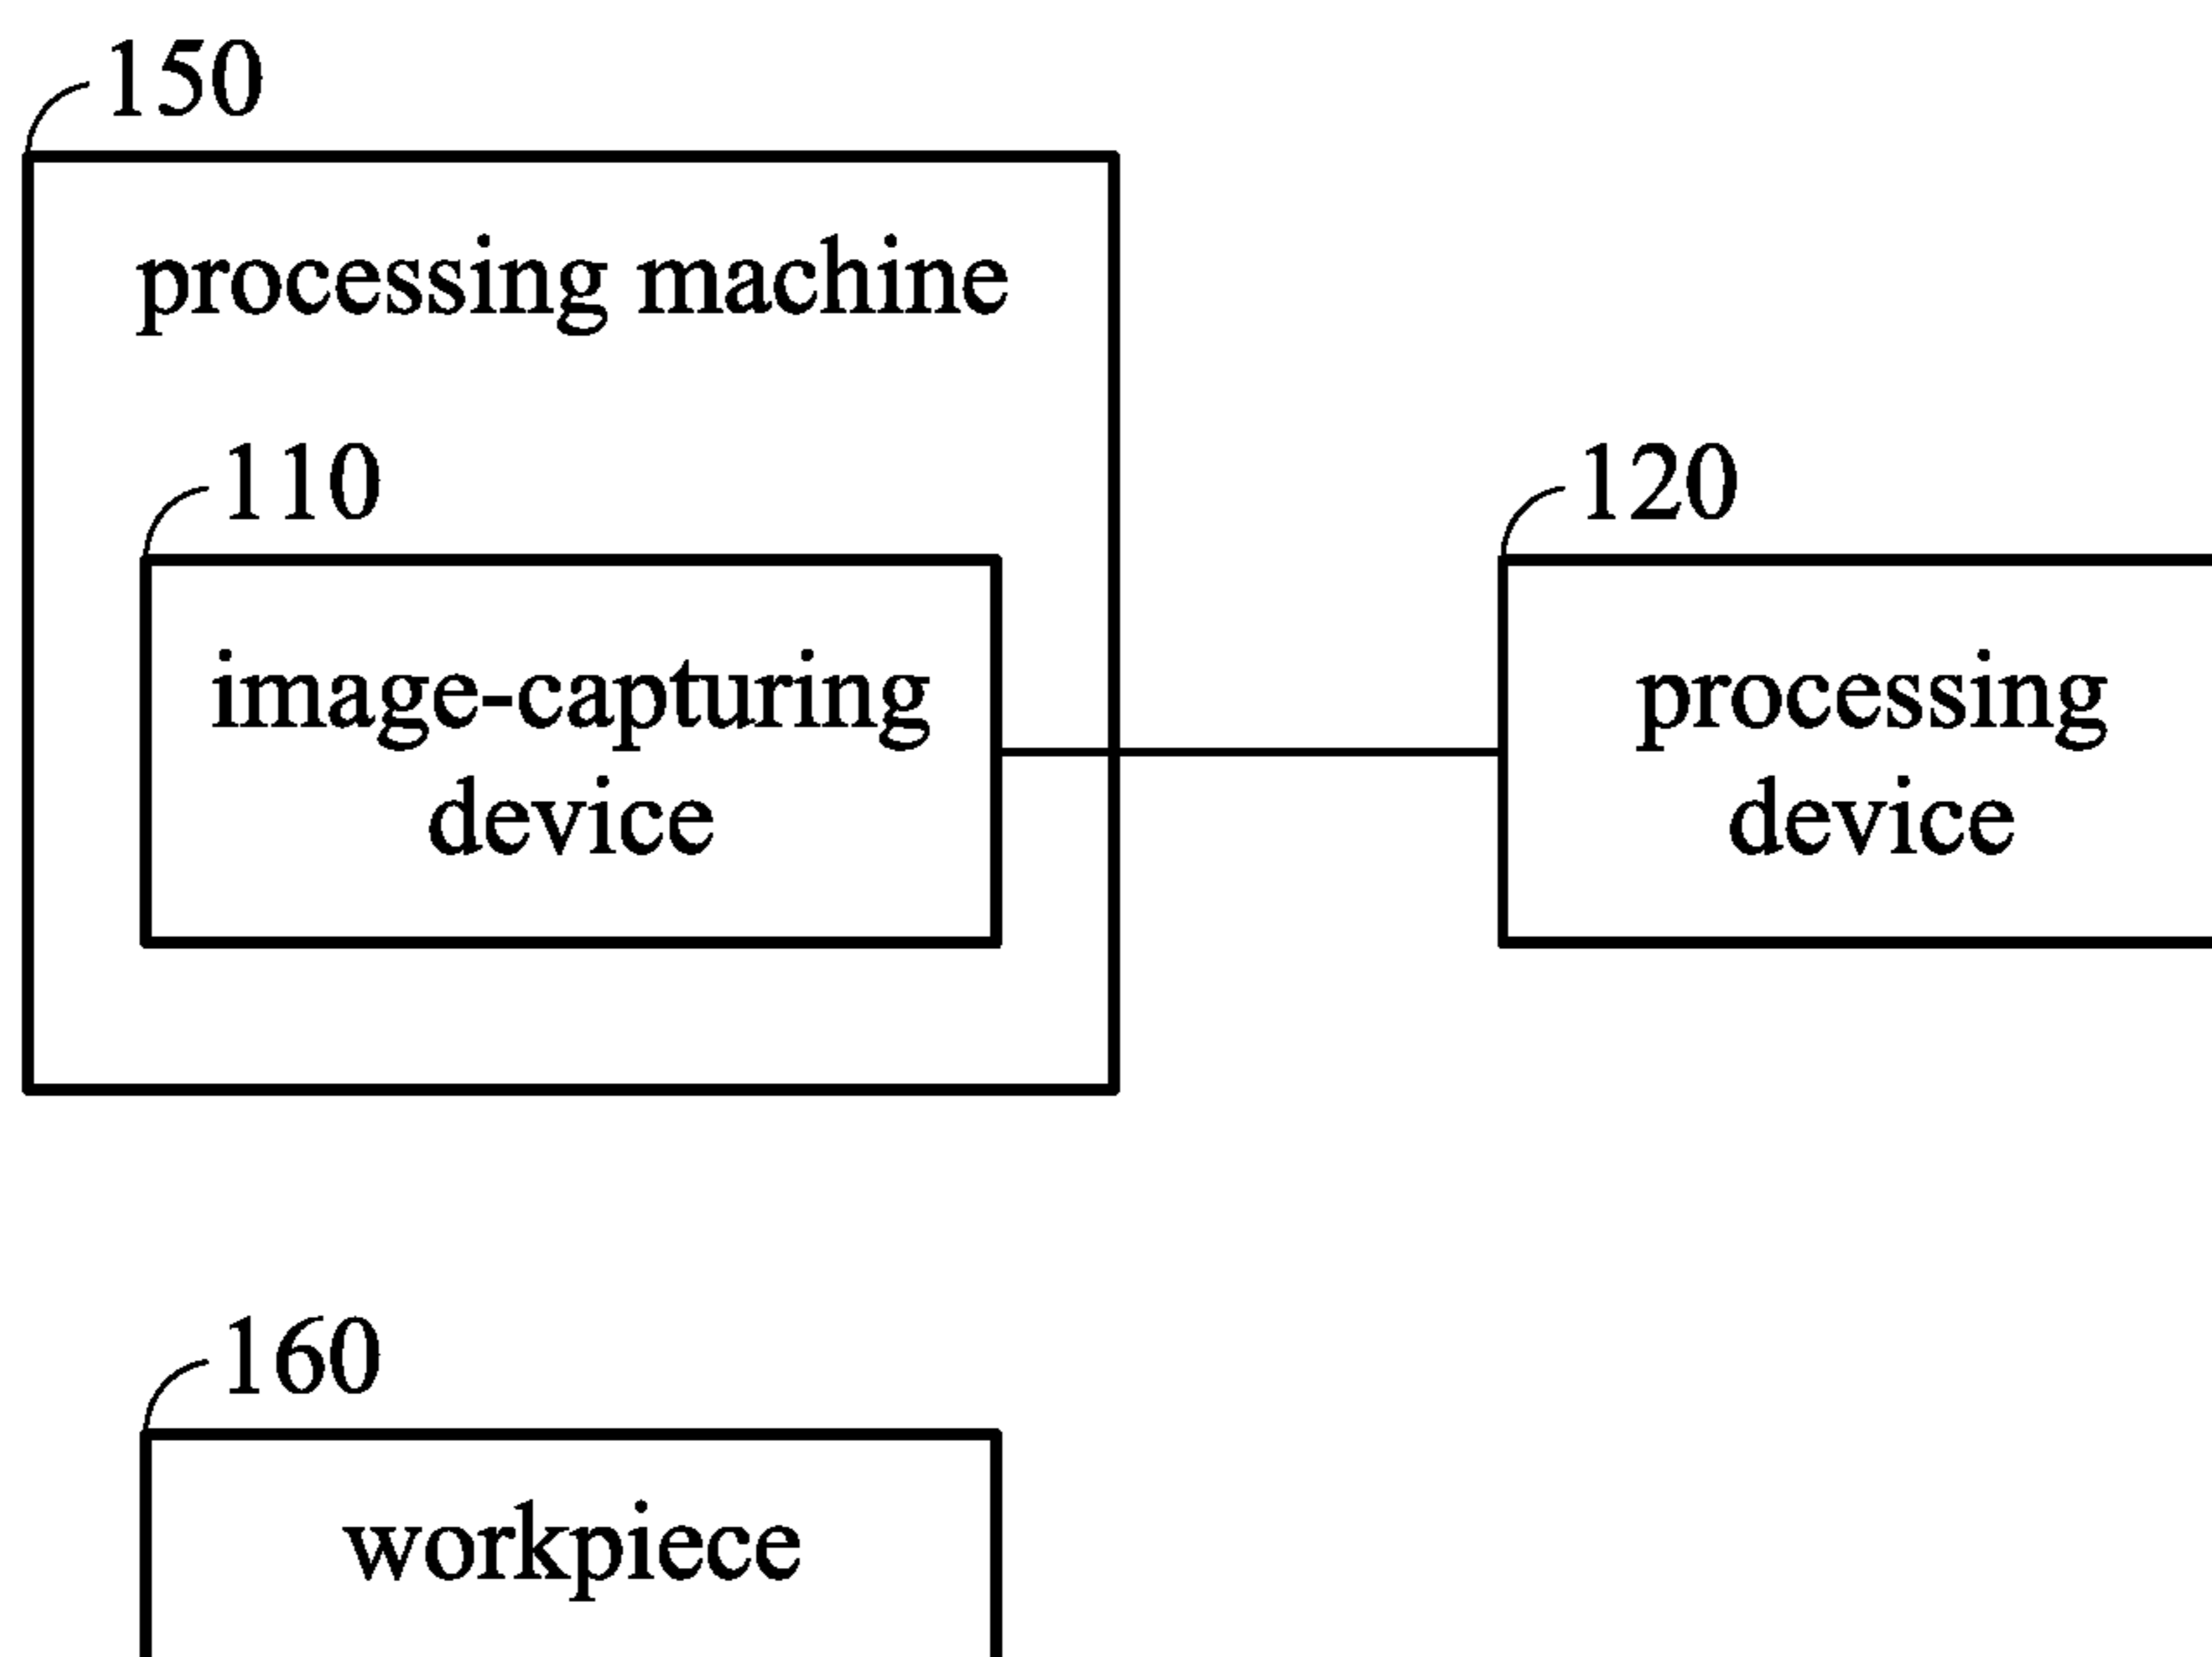 150
processing machine
110
image-capturing
device
120
processing
device
160
workpiece